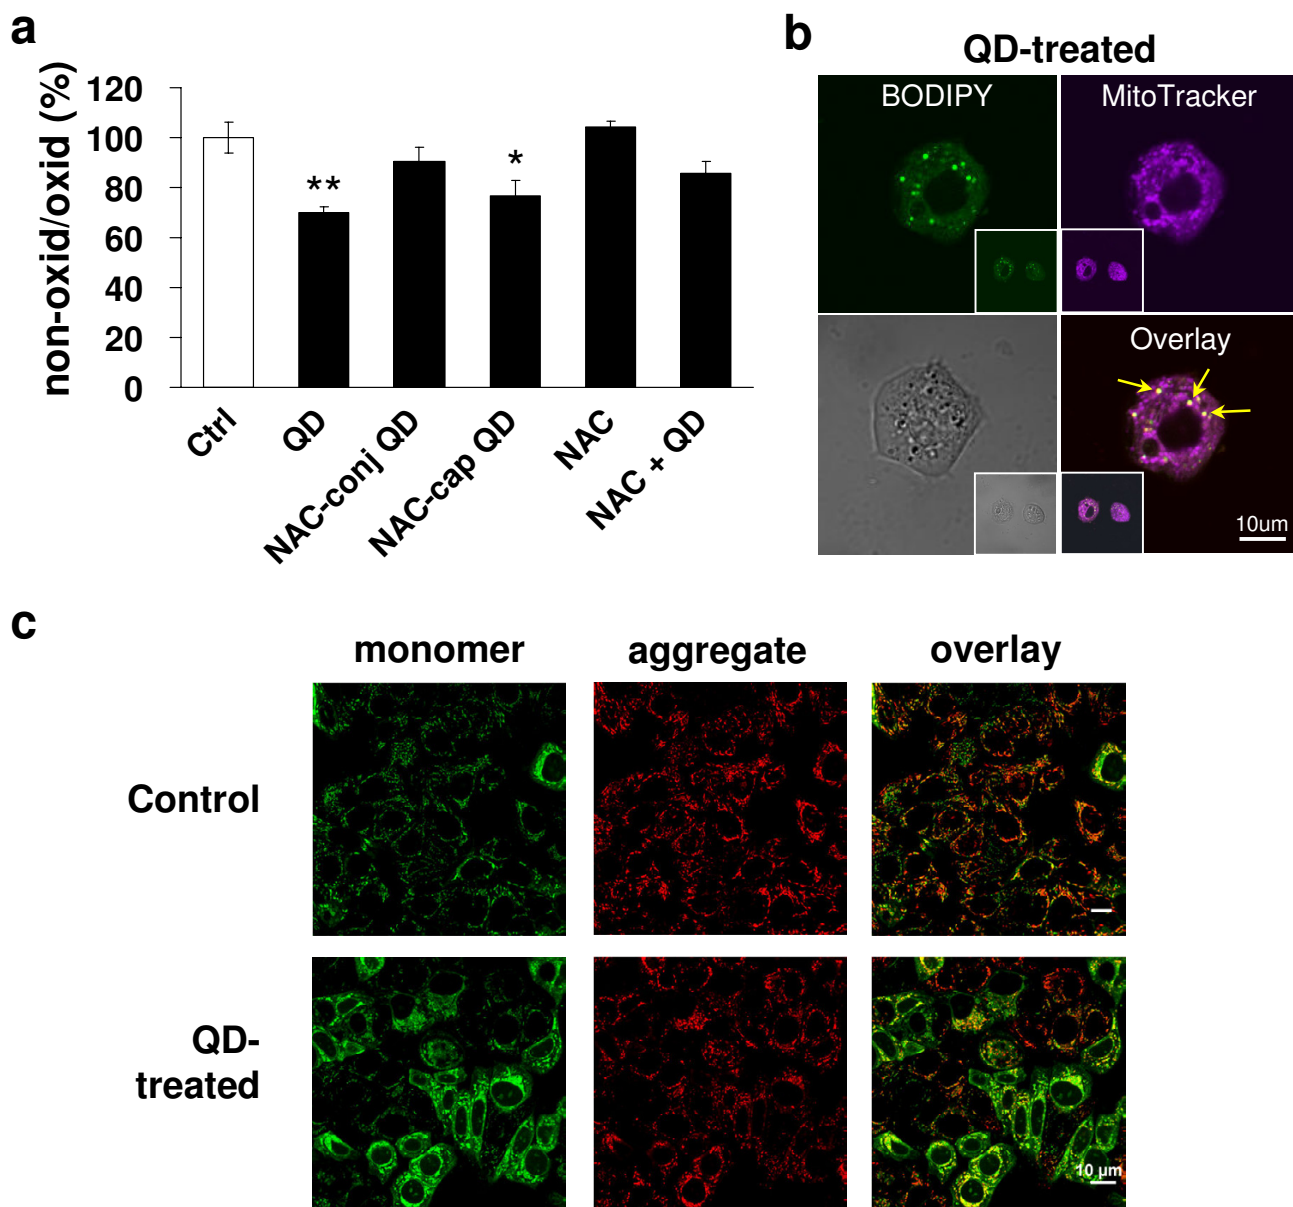 a
non-oxid/oxid (%)
120
100
80
60
40
20
0
**
*
Ctrl
QD
NAC-conj QD
NAC-cap QD
NAC
NAC + QD
b
QD-treated
BODIPY
MitoTracker
Overlay
10um
c
monomer
aggregate
overlay
Control
QD-
treated
10 µm